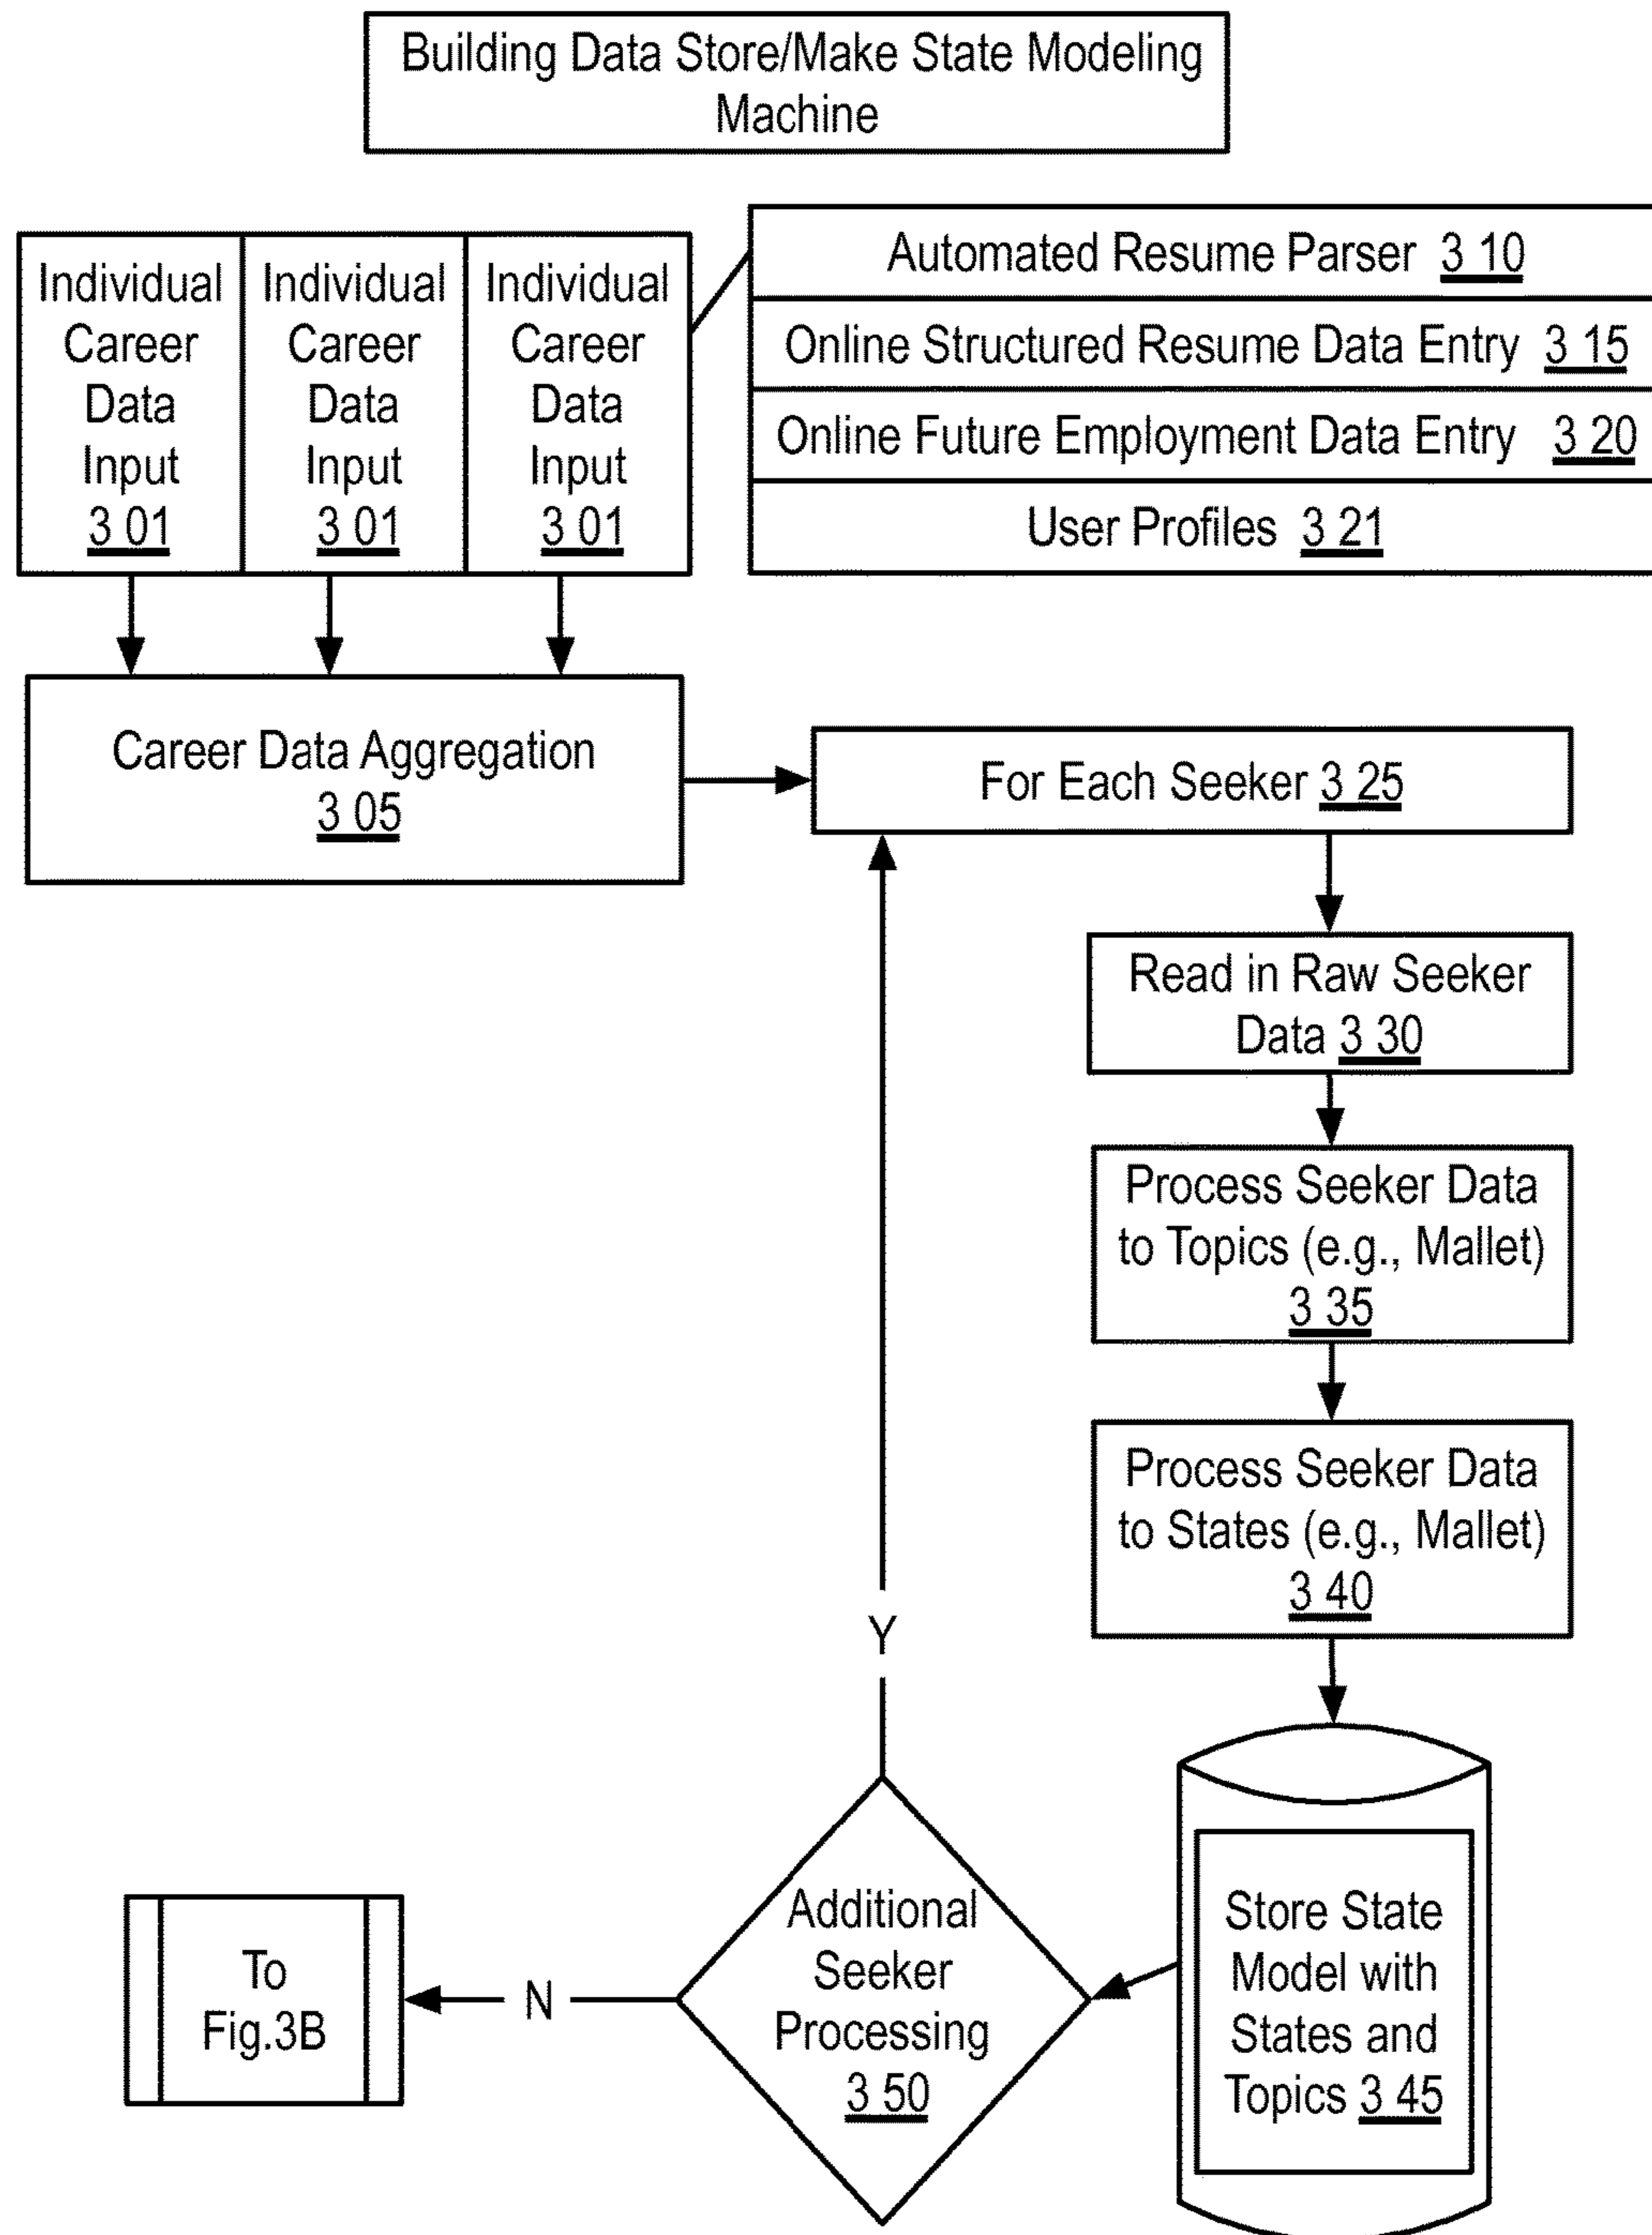 Building Data Store/Make State Modeling
Machine
Individual
Career
Data
Input
3 01
Individual
Career
Data
Input
3 01
Individual
Career
Data
Input
3 01
Automated Resume Parser 3 10
Online Structured Resume Data Entry 3 15
Online Future Employment Data Entry 3 20
User Profiles 3 21
Career Data Aggregation
3 05
For Each Seeker 3 25
Read in Raw Seeker
Data 3 30
Process Seeker Data
to Topics (e.g., Mallet)
3 35
Process Seeker Data
to States (e.g., Mallet)
3 40
Y
Store State
Model with
States and
Topics 3 45
Additional
Seeker
Processing
3 50
N
To
Fig.3B